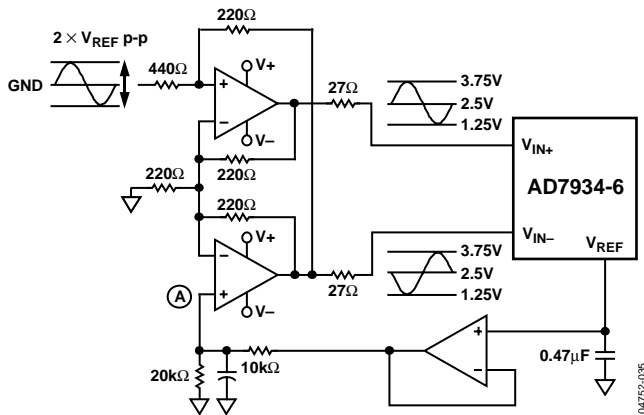 2 × VREF p-p
GND
440Ω
220Ω
V+
+
–
V–
27Ω
3.75V
2.5V
1.25V
220Ω
220Ω
220Ω
VIN+
AD7934-6
VIN–
VREF
V+
–
+
V–
A
27Ω
3.75V
2.5V
1.25V
20kΩ
10kΩ
+
–
0.47µF
04752-035